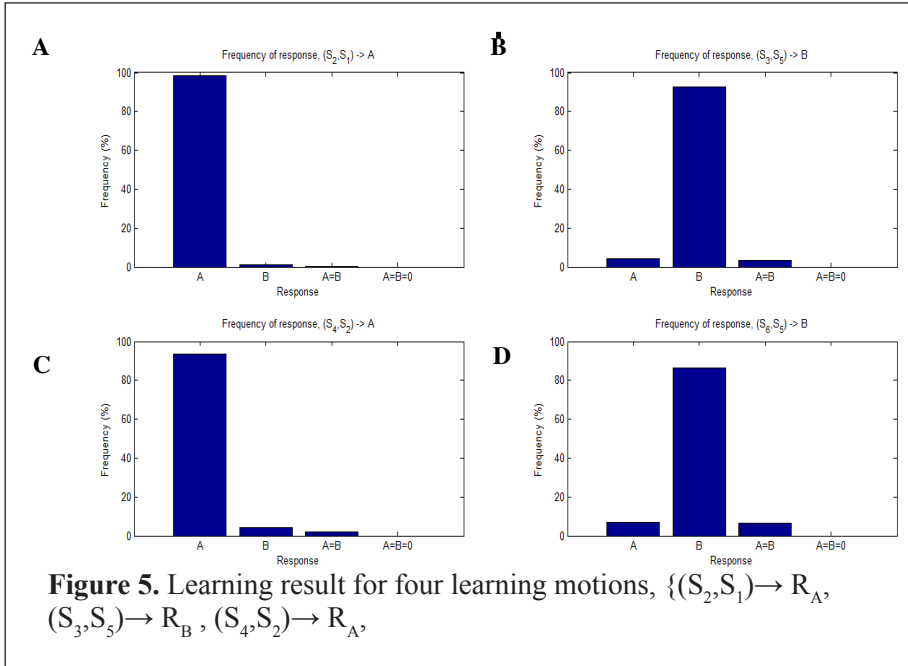 A
Frequency of response, (S₂,S₁) -> A
100
80
60
40
20
0
Frequency (%)
A B A=B A=B=0
Response
B
Frequency of response, (S₃,S₅) -> B
100
80
60
40
20
0
Frequency (%)
A B A=B A=B=0
Response
C
Frequency of response, (S₄,S₂) -> A
100
80
60
40
20
0
Frequency (%)
A B A=B A=B=0
Response
D
Frequency of response, (S₆,S₅) -> B
100
80
60
40
20
0
Frequency (%)
A B A=B A=B=0
Response
Figure 5. Learning result for four learning motions, {(S₂,S₁)→ R_A,
(S₃,S₅)→ R_B , (S₄,S₂)→ R_A,